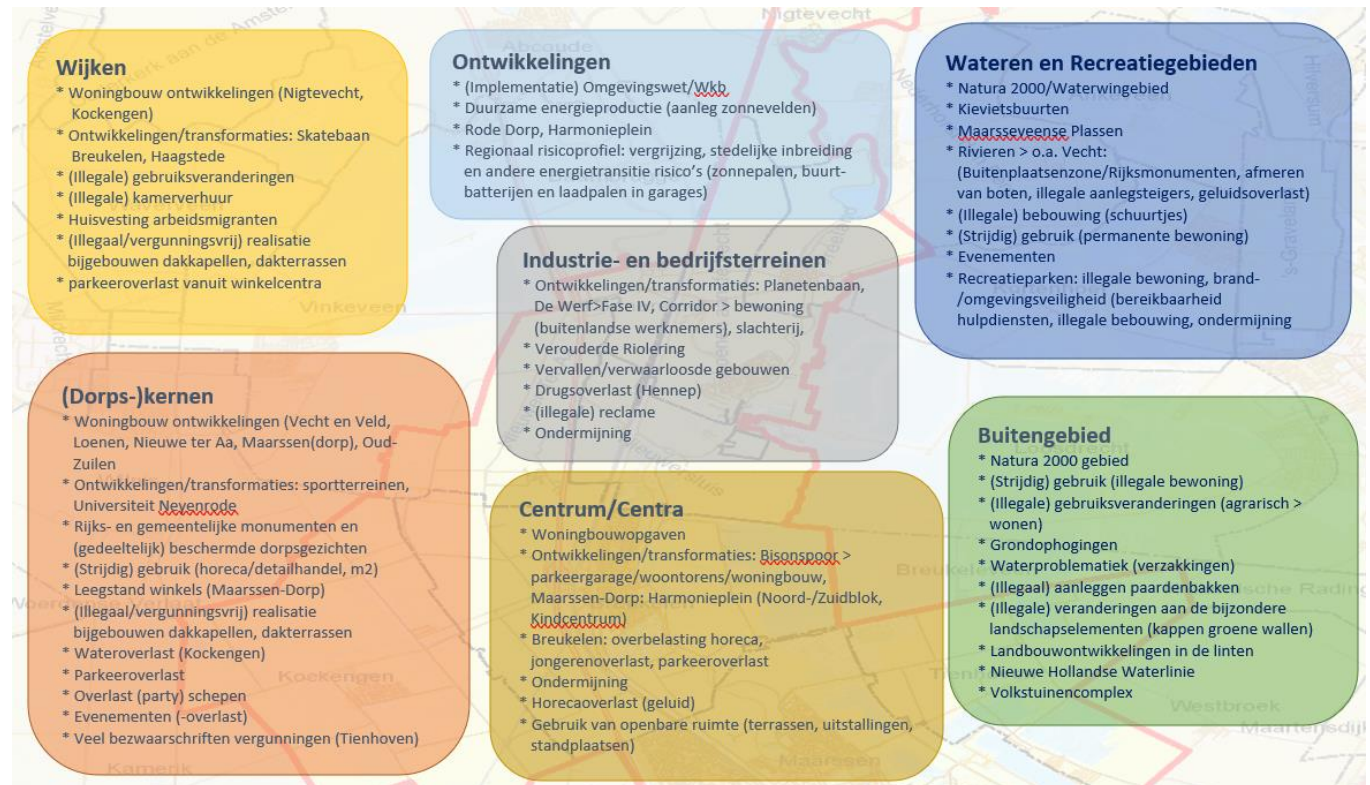 Wijken
* Woningbouw ontwikkelingen (Nigtevecht,
Kockengen)
* Ontwikkelingen/transformaties: Skatebaan
Breukelen, Haagstede
* (Illegale) gebruiksveranderingen
* (Illegale) kamerverhuur
* Huisvesting arbeidsmigranten
* (Illegaal/vergunningsvrij) realisatie
bijgebouwen dakkapellen, dakterrassen
* parkeeroverlast vanuit winkelcentra
Ontwikkelingen
* (Implementatie) Omgevingswet/Wkb
* Duurzame energieproductie (aanleg zonnevelden)
* Rode Dorp, Harmonieplein
* Regionaal risicoprofiel: vergrijzing, stedelijke inbreiding
en andere energietransitie risico's (zonnepalen, buurt-
batterijen en laadpalen in garages)
Wateren en Recreatiegebieden
* Natura 2000/Waterwingebied
* Kievietsbuurten
* Maarsseveense Plassen
* Rivieren > o.a. Vecht:
(Buitenplaatsenzone/Rijksmonumenten, afmeren
van boten, illegale aanlegsteigers, geluidsoverlast)
* (Illegale) bebouwing (schuurtjes)
* (Strijdig) gebruik (permanente bewoning)
* Evenementen
* Recreatieparken: illegale bewoning, brand-
/omgevingsveiligheid (bereikbaarheid
hulpdiensten, illegale bebouwing, ondermijning
Industrie- en bedrijfsterreinen
* Ontwikkelingen/transformaties: Planetenbaan,
De Werf>Fase IV, Corridor > bewoning
(buitenlandse werknemers), slachterij,
* Verouderde Riolering
* Vervallen/verwaarloosde gebouwen
* Drugsoverlast (Hennep)
* (illegale) reclame
* Ondermijning
(Dorps-)kernen
* Woningbouw ontwikkelingen (Vecht en Veld,
Loenen, Nieuwe ter Aa, Maarssen(dorp), Oud-
Zuilen
* Ontwikkelingen/transformaties: sportterreinen,
Universiteit Nevenrode
* Rijks- en gemeentelijke monumenten en
(gedeeltelijk) beschermde dorpsgezichten
* (Strijdig) gebruik (horeca/detailhandel, m2)
* Leegstand winkels (Maarssen-Dorp)
* (Illegaal/vergunningsvrij) realisatie
bijgebouwen dakkapellen, dakterrassen
* Wateroverlast (Kockengen)
* Parkeeroverlast
* Overlast (party) schepen
* Evenementen (-overlast)
* Veel bezwaarschriften vergunningen (Tienhoven)
Centrum/Centra
* Woningbouwopgaven
* Ontwikkelingen/transformaties: Bisonspoor >
parkeergarage/woontorens/woningbouw,
Maarssen-Dorp: Harmonieplein (Noord-/Zuidblok,
Kindcentrum)
* Breukelen: overbelasting horeca,
jongerenoverlast, parkeeroverlast
* Ondermijning
* Horecaoverlast (geluid)
* Gebruik van openbare ruimte (terrassen, uitstallingen,
standplaatsen)
Buitengebied
* Natura 2000 gebied
* (Strijdig) gebruik (illegale bewoning)
* (Illegale) gebruiksveranderingen (agrarisch >
wonen)
* Grondophogingen
* Waterproblematiek (verzakkingen)
* (Illegaal) aanleggen paardenbakken
* (Illegale) veranderingen aan de bijzondere
landschapselementen (kappen groene wallen)
* Landbouwontwikkelingen in de linten
* Nieuwe Hollandse Waterlinie
* Volkstuinencomplex
Nigtevecht
Abcoude
Ankeveen
Vinkeveen
Kortenhoef
Loosdrecht
Kockengen
Kamerik
Maarssen
Westbroek
Maartensdijk